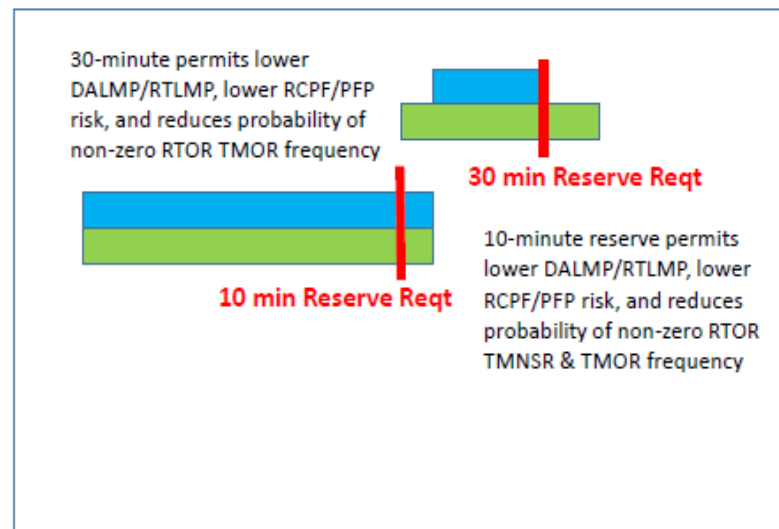 30-minute permits lower
DALMP/RTLMP, lower RCPF/PFP
risk, and reduces probability of
non-zero RTOR TMOR frequency
30 min Reserve Reqt
10 min Reserve Reqt
10-minute reserve permits
lower DALMP/RTLMP, lower
RCPF/PFP risk, and reduces
probability of non-zero RTOR
TMNSR & TMOR frequency